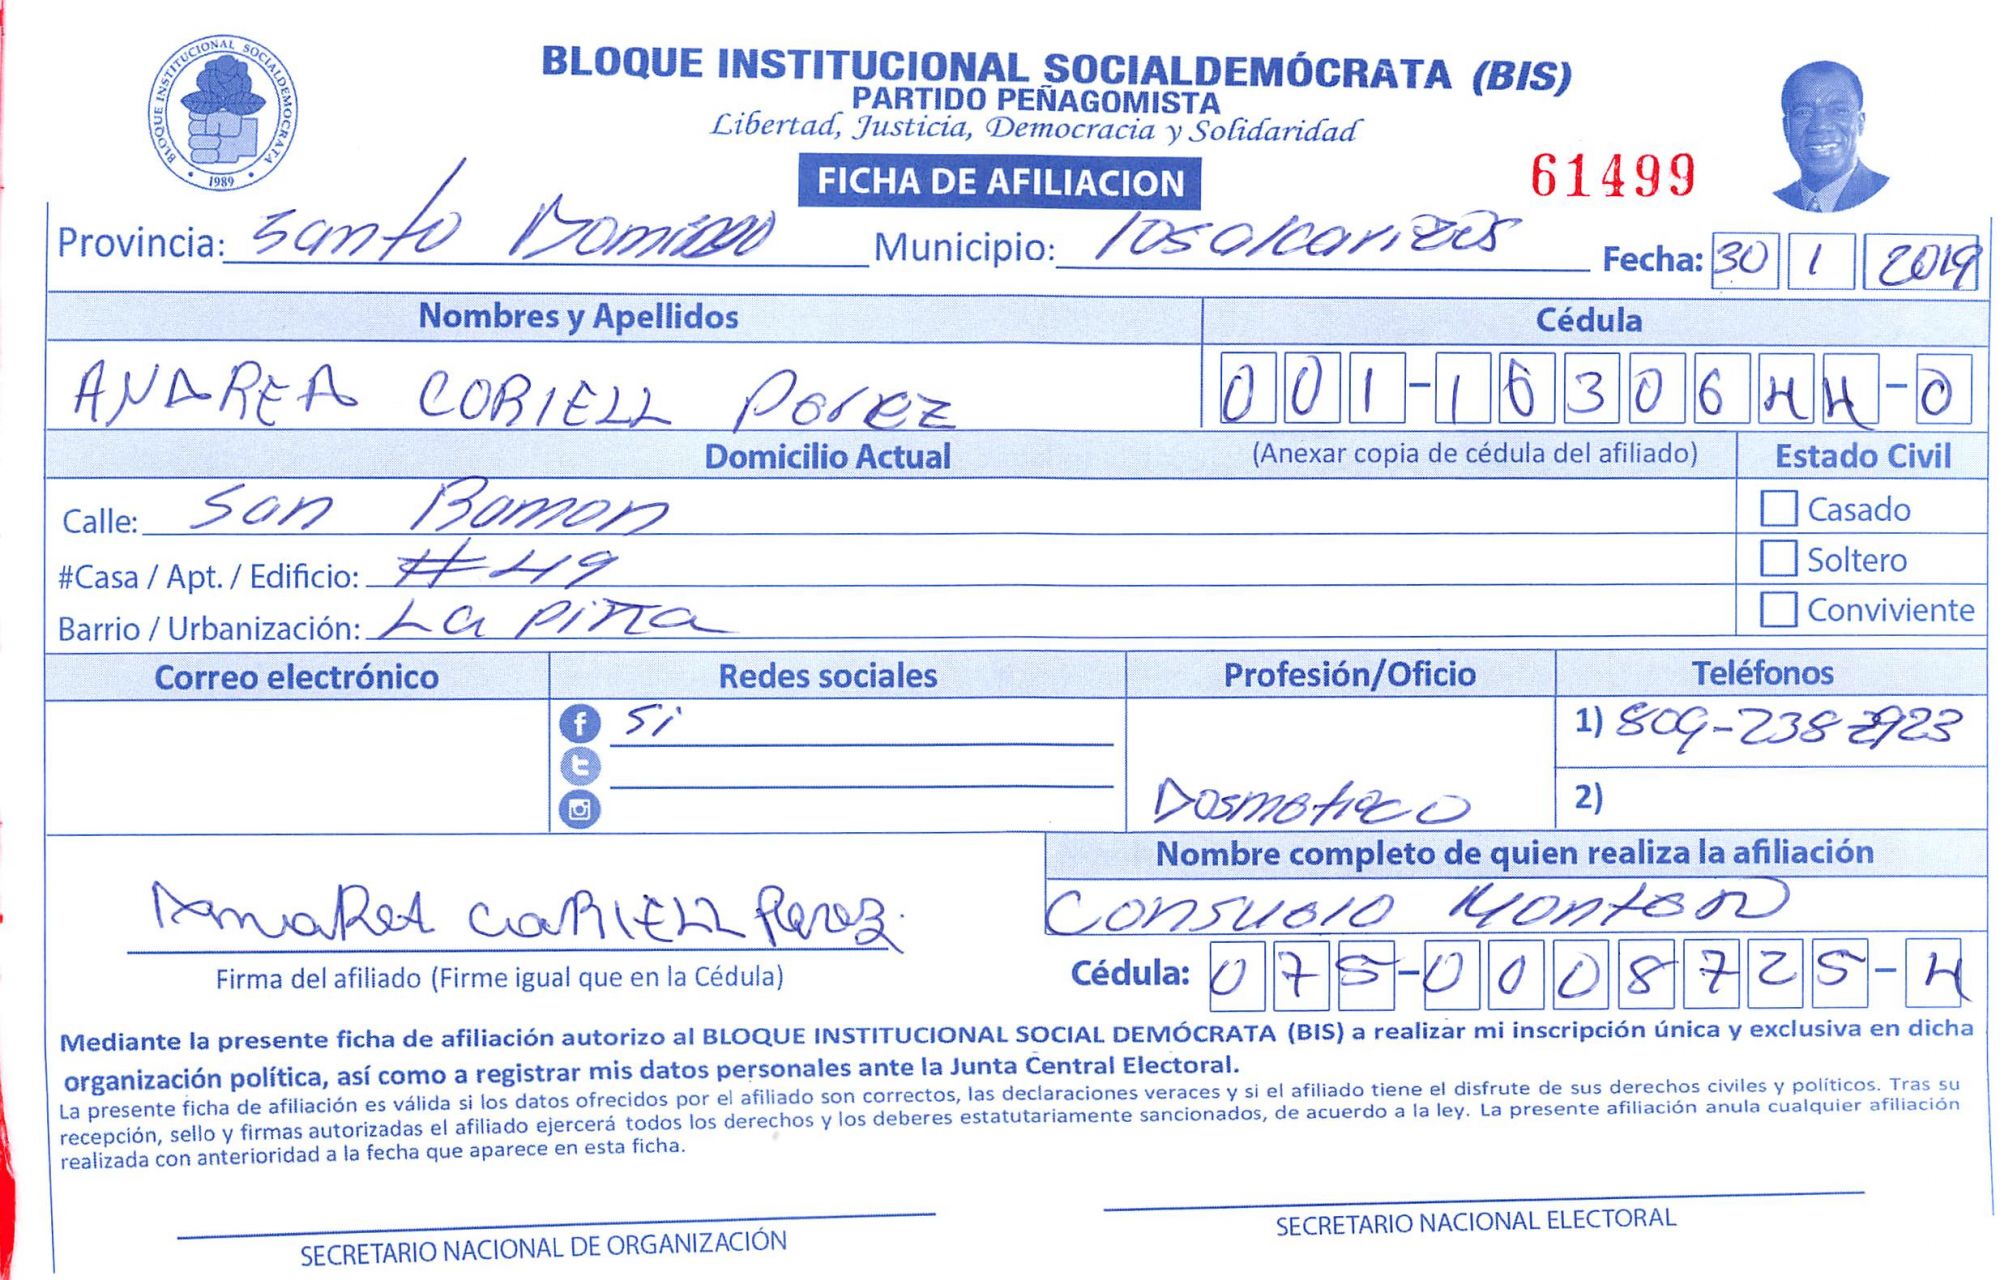 BLOQUE INSTITUCIONAL SOCIALDEMÓCRATA (BIS)
PARTIDO PEÑAGOMISTA
Libertad, Justicia, Democracia y Solidaridad
BLOQUE INSTITUCIONAL SOCIALDEMOCRATA
1989
FICHA DE AFILIACION
61499
Provincia: Santo Domingo Municipio: los alcarizos Fecha: 30 1 2019
Nombres y Apellidos Cédula
ANDREA CORIELL Perez 001-1630644-0
Domicilio Actual (Anexar copia de cédula del afiliado) Estado Civil
Calle: San Ramon Casado
#Casa / Apt. / Edificio: #49 Soltero
Barrio / Urbanización: La Conviviente
Correo electrónico Redes sociales Profesión/Oficio Teléfonos
Si 1) 809-238 2923
2)
Nombre completo de quien realiza la afiliación
Consuelo
CORIELL Perez
Firma del afiliado (Firme igual que en la Cédula) Cédula: 075-0008725-4
Mediante la presente ficha de afiliación autorizo al BLOQUE INSTITUCIONAL SOCIAL DEMÓCRATA (BIS) a realizar mi inscripción única y exclusiva en dicha
organización política, así como a registrar mis datos personales ante la Junta Central Electoral.
La presente ficha de afiliación es válida si los datos ofrecidos por el afiliado son correctos, las declaraciones veraces y si el afiliado tiene el disfrute de sus derechos civiles y políticos. Tras su
recepción, sello y firmas autorizadas el afiliado ejercerá todos los derechos y los deberes estatutariamente sancionados, de acuerdo a la ley. La presente afiliación anula cualquier afiliación
realizada con anterioridad a la fecha que aparece en esta ficha.
SECRETARIO NACIONAL DE ORGANIZACIÓN SECRETARIO NACIONAL ELECTORAL